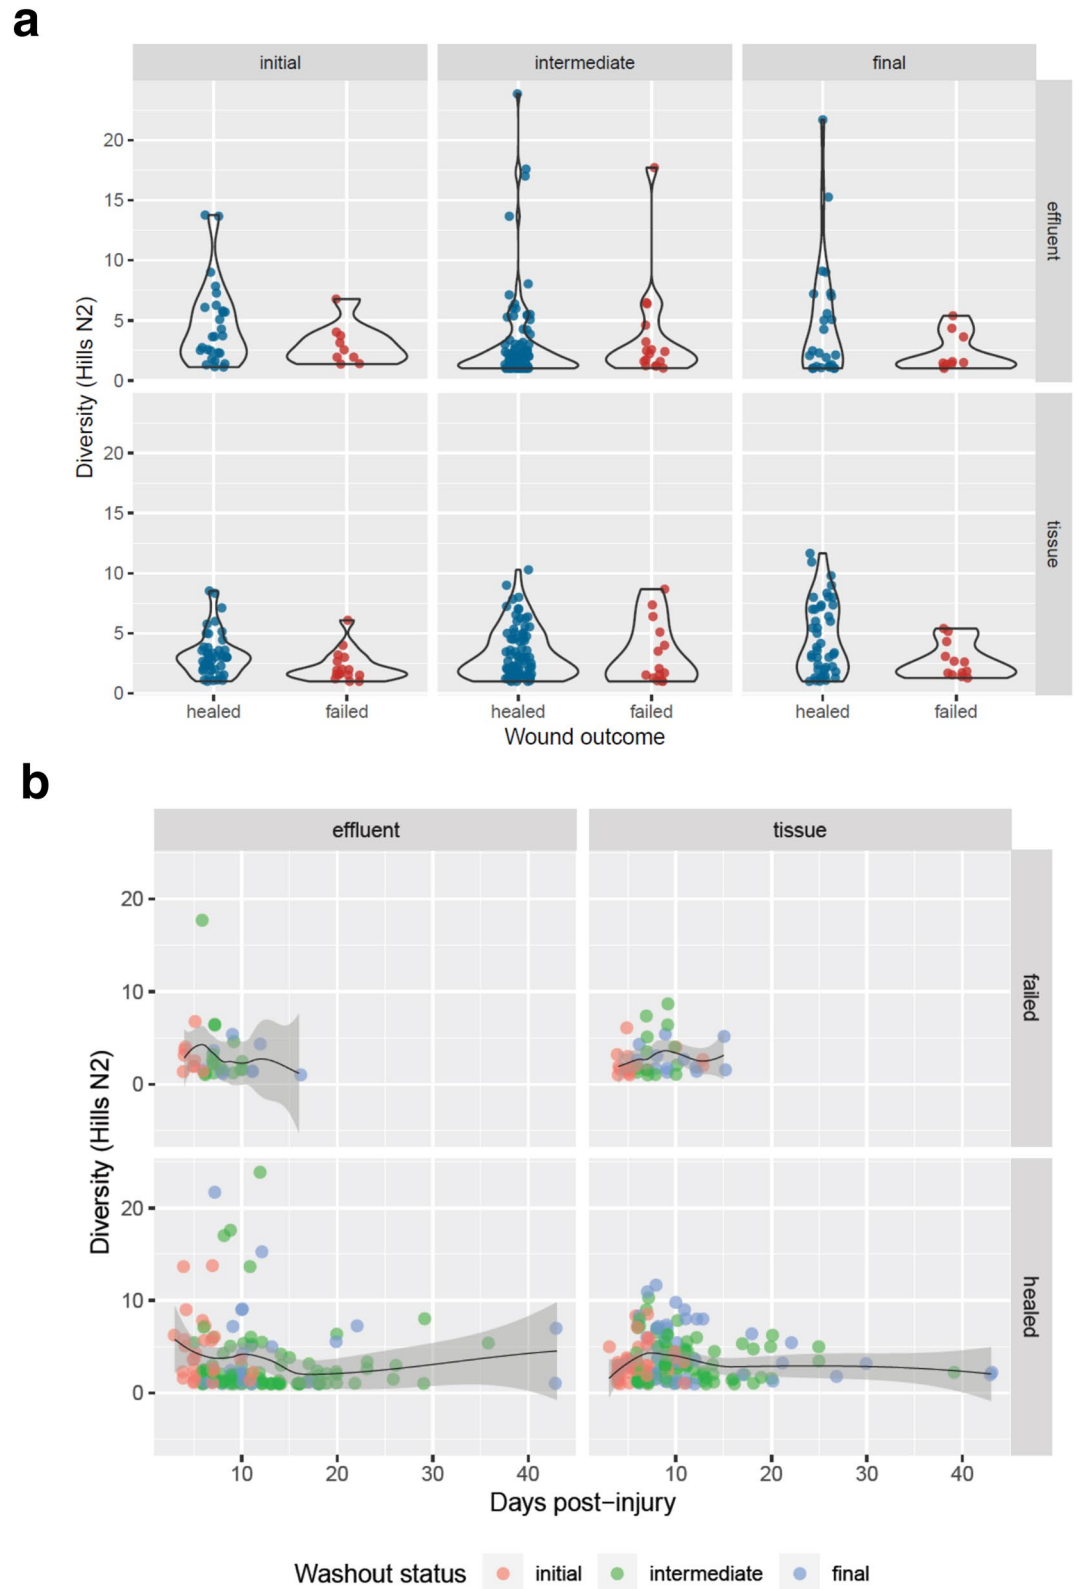 a
initial intermediate final
20
15
10
5
0
effluent
Diversity (Hills N2)
20
15
10
5
0
tissue
healed failed healed failed healed failed
Wound outcome
b
effluent tissue
20
10
0
failed
Diversity (Hills N2)
20
10
0
healed
10 20 30 40 10 20 30 40
Days post-injury
Washout status initial intermediate final